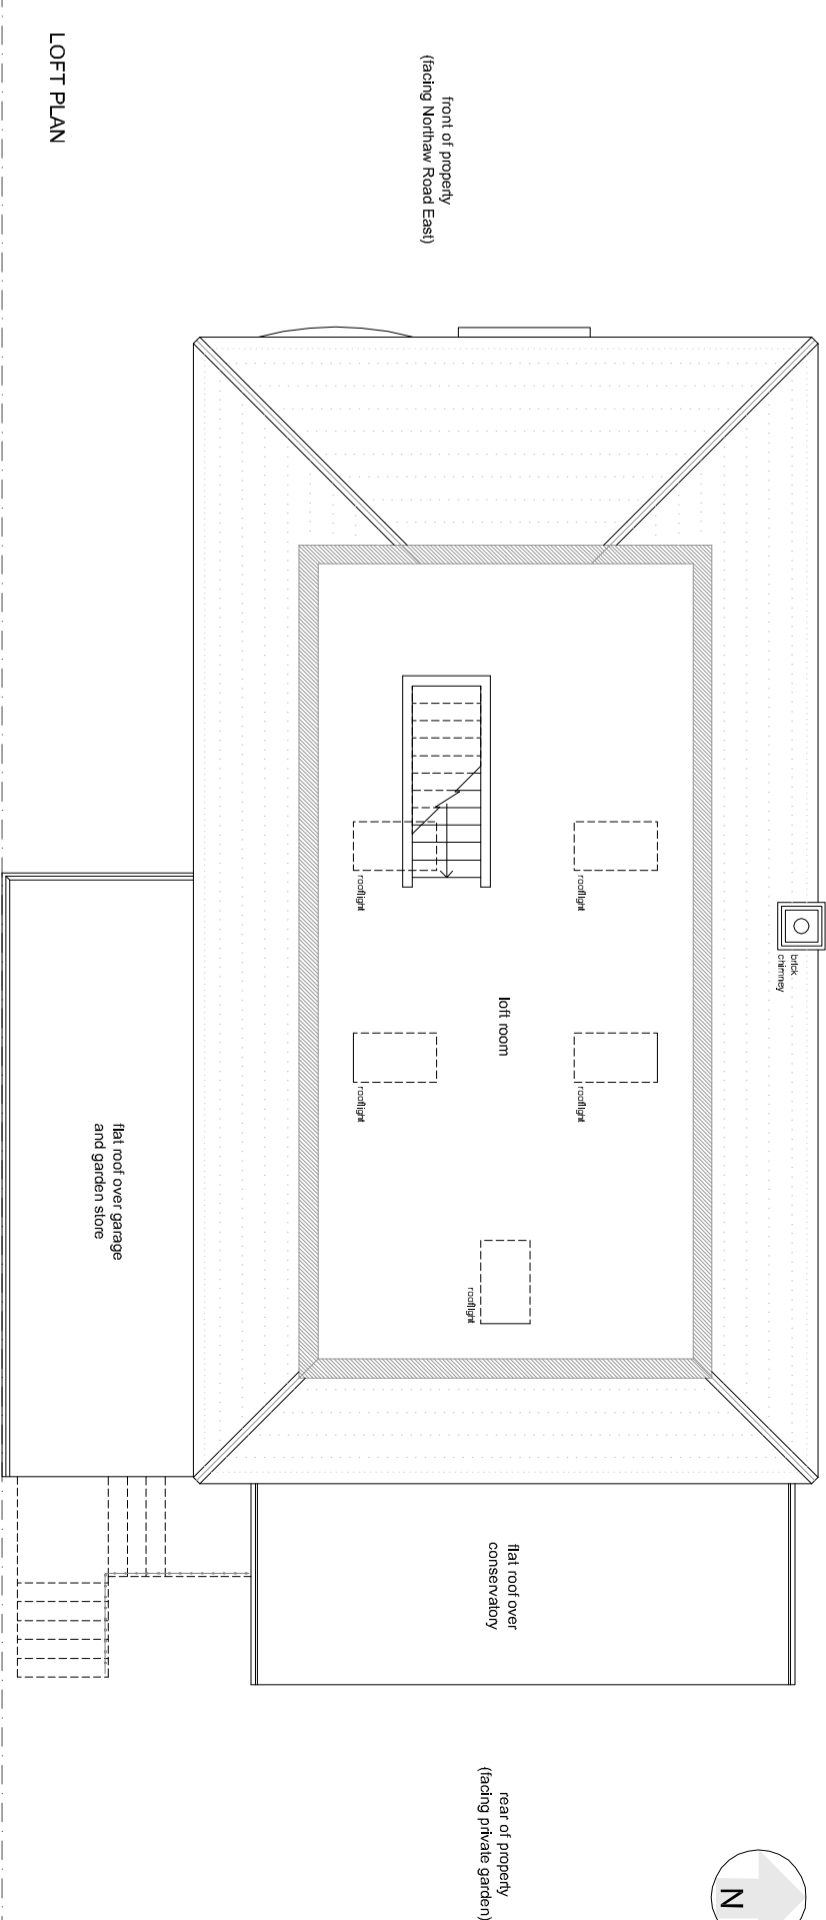 LOFT PLAN
front of property
(facing Northaw Road East)
rooflight
rooflight
brick
chimney
loft room
rooflight
rooflight
rooflight
flat roof over garage
and garden store
flat roof over
conservatory
rear of property
(facing private garden)
N